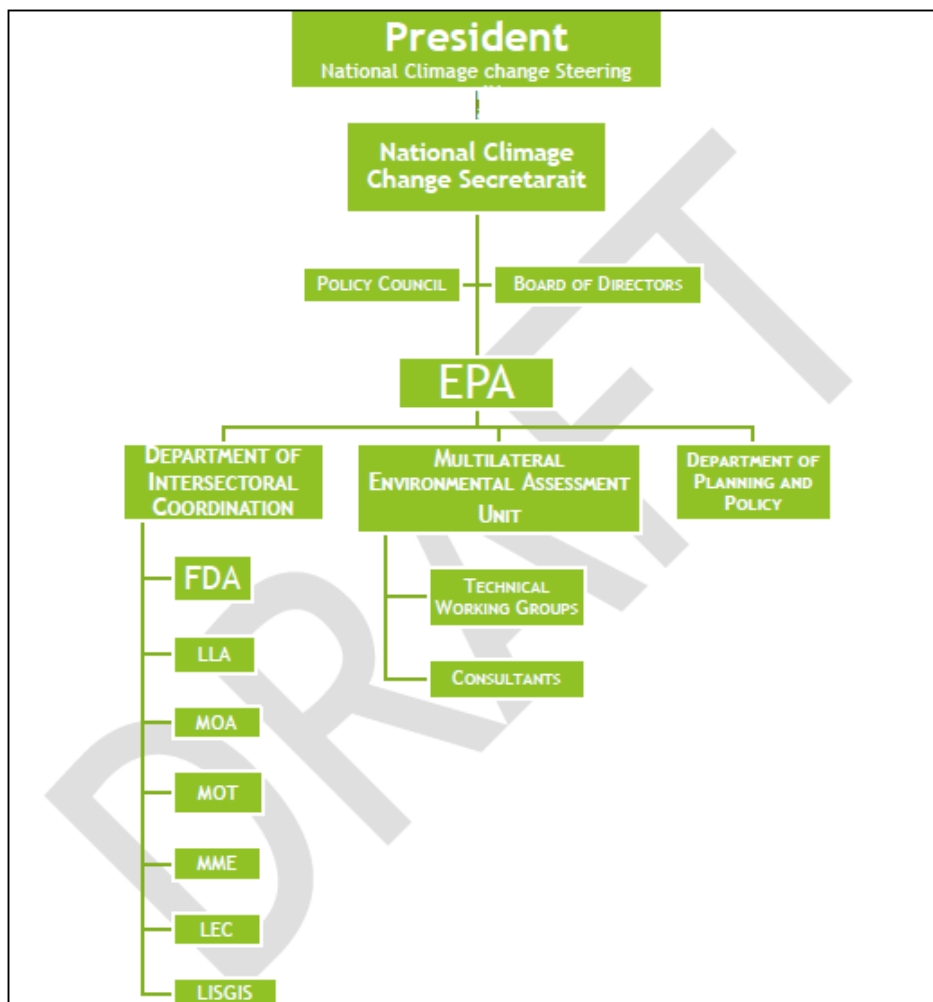 President
National Climage change Steering
National Climage
Change Secretarait
POLICY COUNCIL
BOARD OF DIRECTORS
EPA
DEPARTMENT OF
INTERSECTORAL
COORDINATION
MULTILATERAL
ENVIRONMENTAL ASSESSMENT
UNIT
DEPARTMENT OF
PLANNING AND
POLICY
FDA
TECHNICAL
WORKING GROUPS
LLA
CONSULTANTS
MOA
MOT
MME
LEC
LISGIS
DRAFT